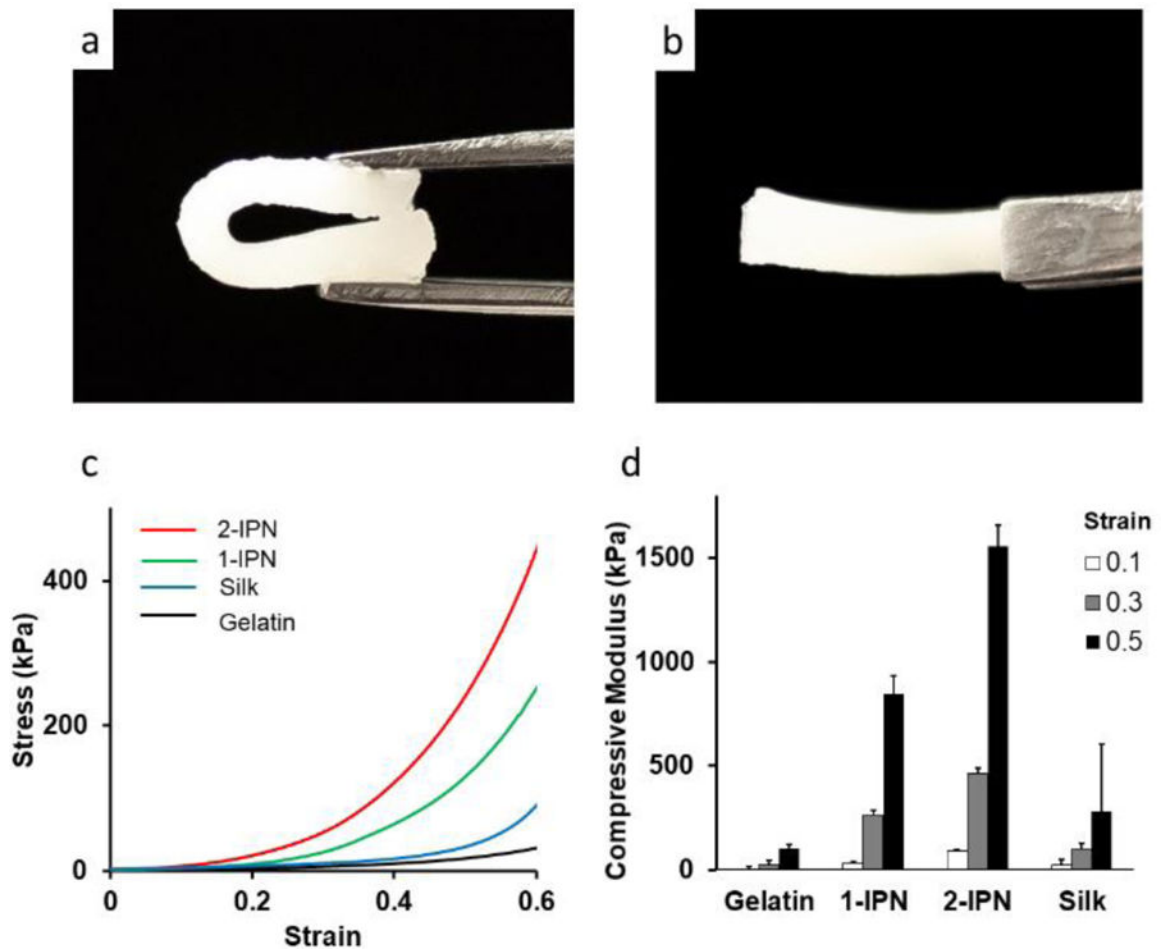 a
b
c
2-IPN
1-IPN
Silk
Gelatin
Stress (kPa)
400
200
0
0
0.2
0.4
0.6
Strain
d
Compressive Modulus (kPa)
1500
1000
500
0
Strain
0.1
0.3
0.5
Gelatin
1-IPN
2-IPN
Silk